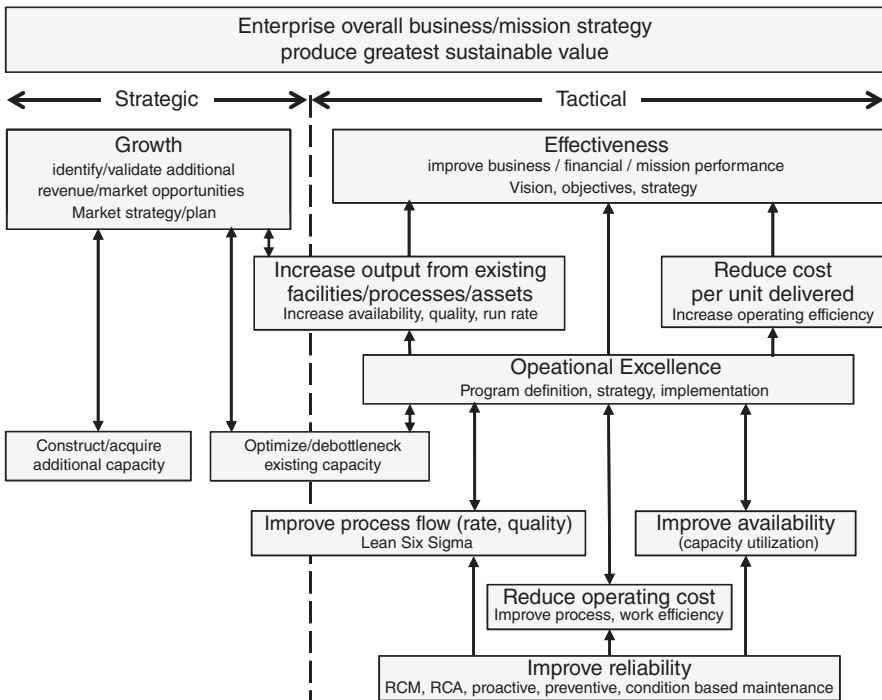 Enterprise overall business/mission strategy
produce greatest sustainable value
Strategic
Tactical
Growth
identify/validate additional
revenue/market opportunities
Market strategy/plan
Effectiveness
improve business / financial / mission performance
Vision, objectives, strategy
Increase output from existing
facilities/processes/assets
Increase availability, quality, run rate
Reduce cost
per unit delivered
Increase operating efficiency
Opeational Excellence
Program definition, strategy, implementation
Construct/acquire
additional capacity
Optimize/debottleneck
existing capacity
Improve process flow (rate, quality)
Lean Six Sigma
Improve availability
(capacity utilization)
Reduce operating cost
Improve process, work efficiency
Improve reliability
RCM, RCA, proactive, preventive, condition based maintenance